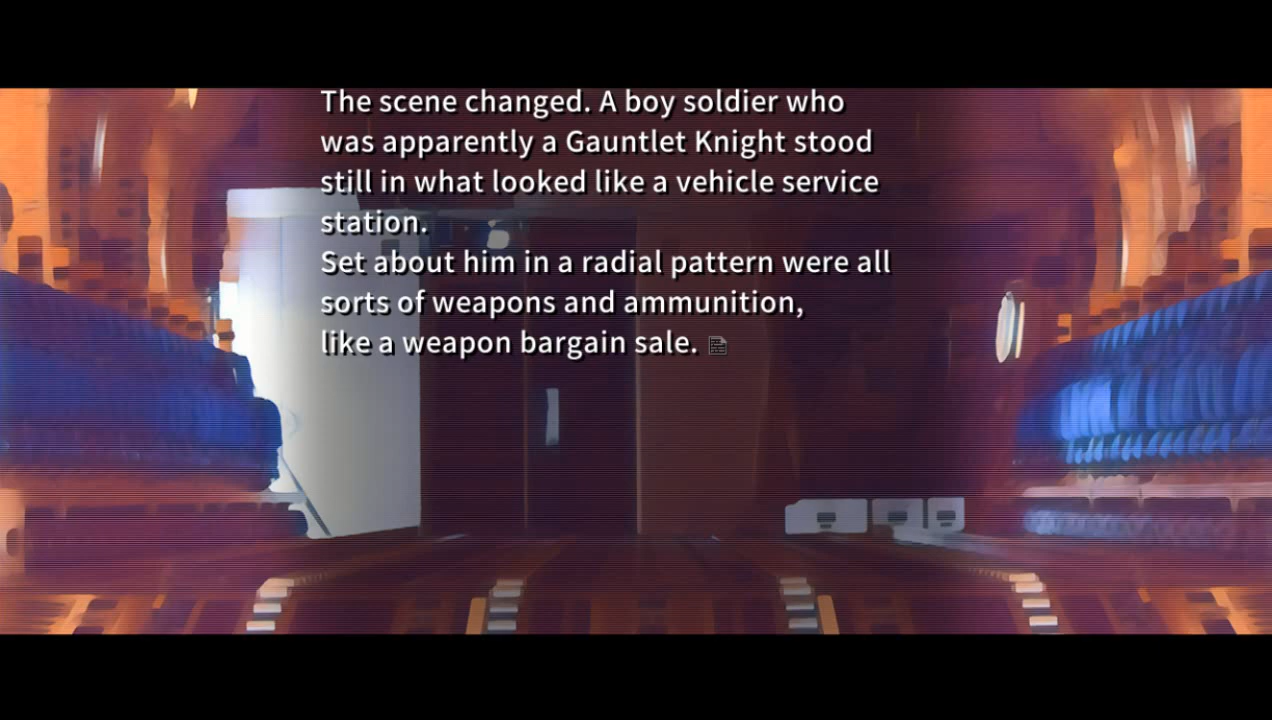 The scene changed. A boy soldier who
was apparently a Gauntlet Knight stood
still in what looked like a vehicle service
station.
Set about him in a radial pattern were all
sorts of weapons and ammunition,
like a weapon bargain sale.